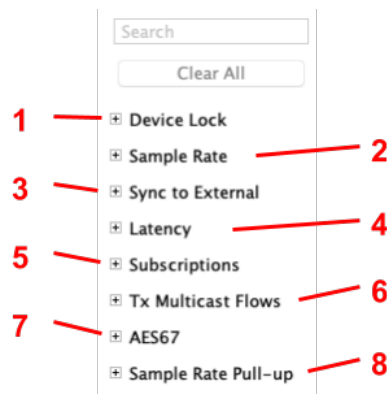 Search
Clear All
1 Device Lock
Sample Rate 2
3 Sync to External
Latency 4
5 Subscriptions
Tx Multicast Flows 6
7 AES67
Sample Rate Pull-up 8